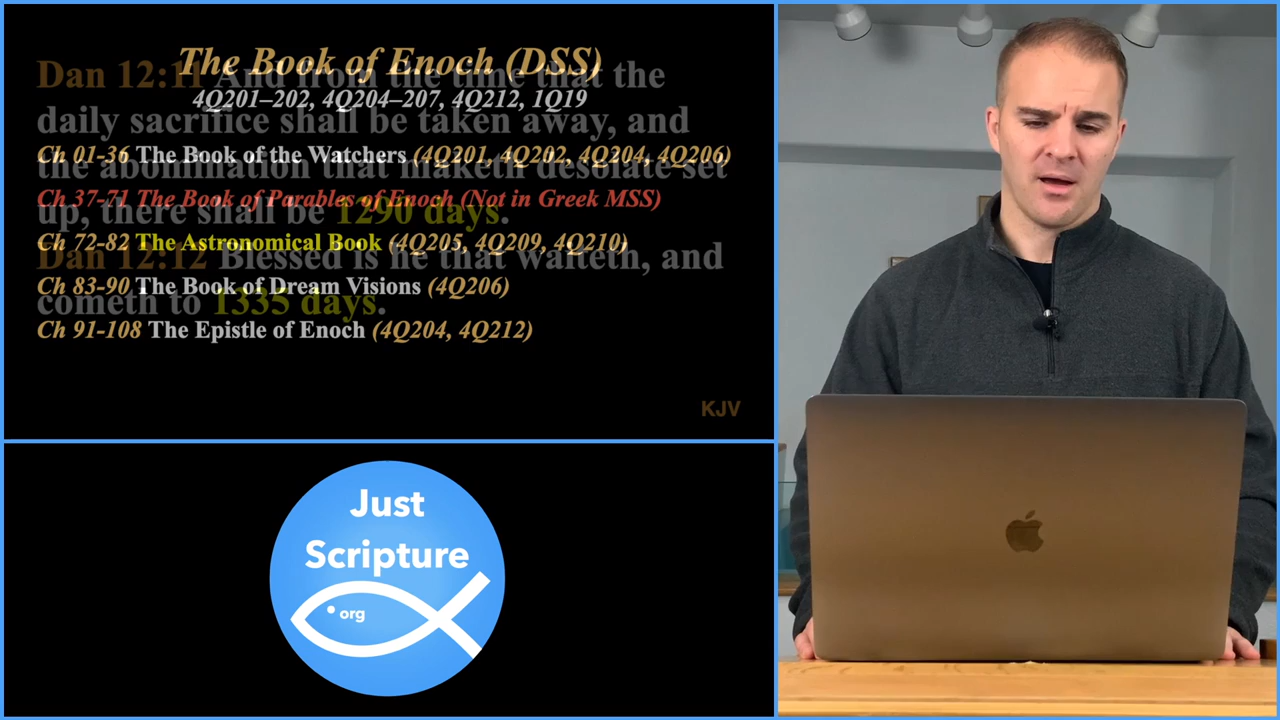 The Book of Enoch (DSS)
4Q201–202, 4Q204–207, 4Q212, 1Q19
Ch 01-36 The Book of the Watchers (4Q201, 4Q202, 4Q204, 4Q206)
Ch 37-71 The Book of Parables of Enoch (Not in Greek MSS)
Ch 72-82 The Astronomical Book (4Q205, 4Q209, 4Q210)
Ch 83-90 The Book of Dream Visions (4Q206)
Ch 91-108 The Epistle of Enoch (4Q204, 4Q212)
Dan 12:11 And from the time that the
daily sacrifice shall be taken away, and
the abomination that maketh desolate set
up, there shall be 1290 days.
Dan 12:12 Blessed is he that waiteth, and
cometh to 1335 days.
KJV
Just
Scripture
org